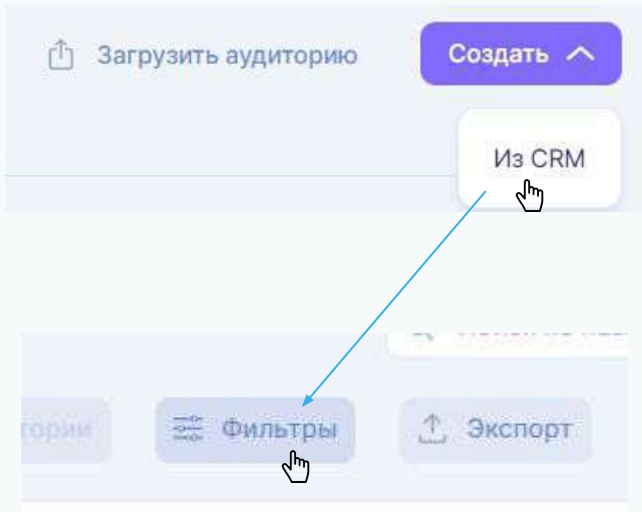 Загрузить аудиторию
Создать
Из CRM
Фильтры
Экспорт